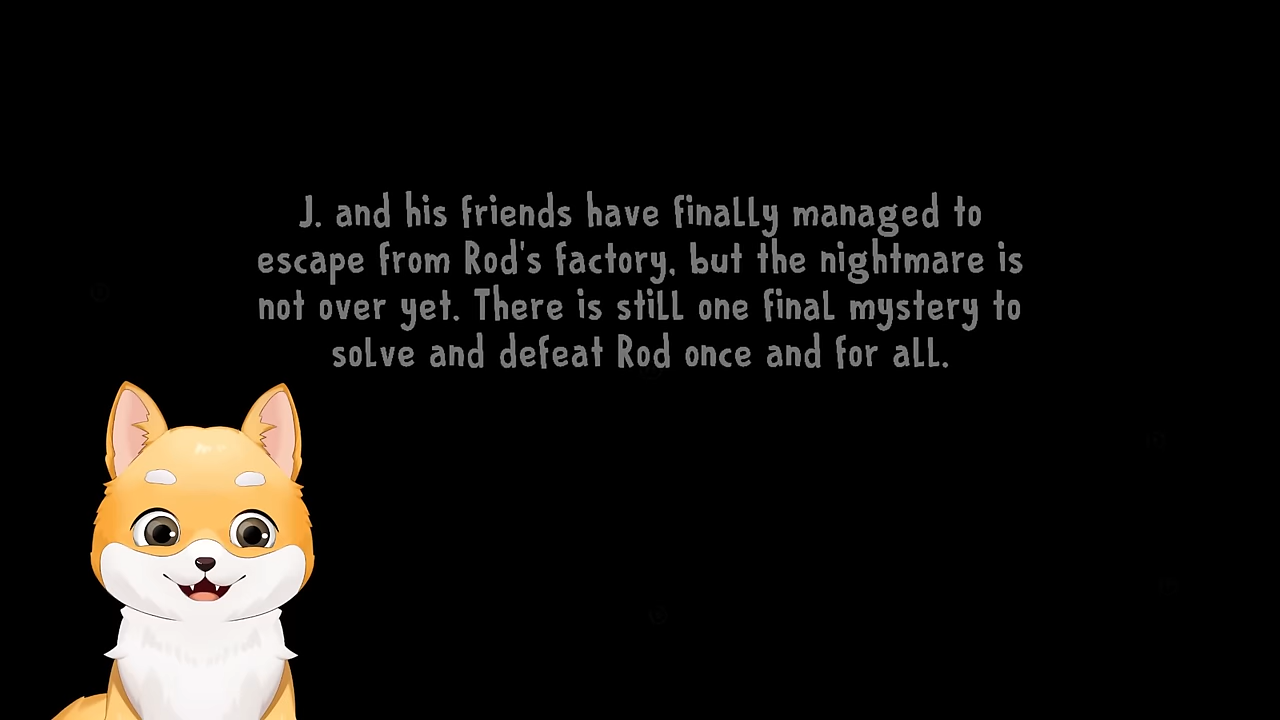 J. and his friends have finally managed to
escape from Rod's factory, but the nightmare is
not over yet. There is still one final mystery to
solve and defeat Rod once and for all.